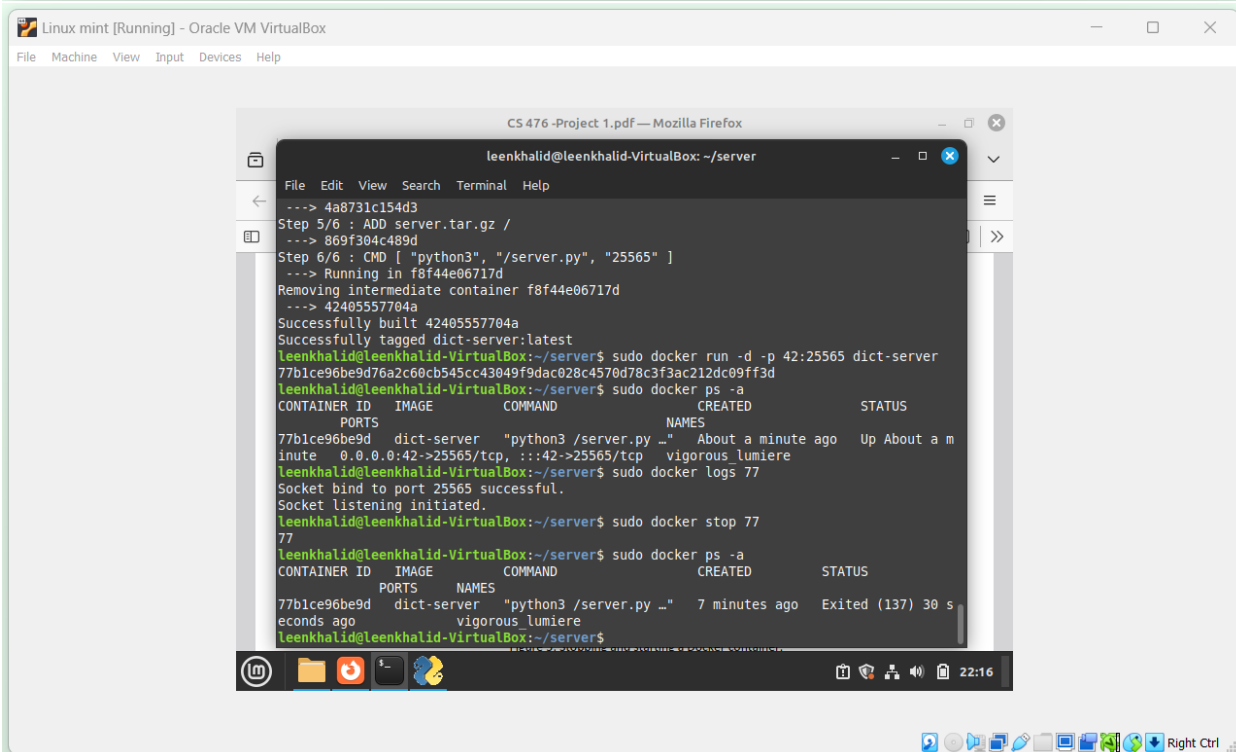 Linux mint [Running] - Oracle VM VirtualBox
File Machine View Input Devices Help
CS 476 -Project 1.pdf — Mozilla Firefox
leenkhalid@leenkhalid-VirtualBox: ~/server
File Edit View Search Terminal Help
---> 4a8731c154d3
Step 5/6 : ADD server.tar.gz /
---> 869f304c489d
Step 6/6 : CMD [ "python3", "/server.py", "25565" ]
---> Running in f8f44e06717d
Removing intermediate container f8f44e06717d
---> 42405557704a
Successfully built 42405557704a
Successfully tagged dict-server:latest
leenkhalid@leenkhalid-VirtualBox:~/server$ sudo docker run -d -p 42:25565 dict-server
77b1ce96be9d76a2c60cb545cc43049f9dac028c4570d78c3f3ac212dc09ff3d
leenkhalid@leenkhalid-VirtualBox:~/server$ sudo docker ps -a
CONTAINER ID IMAGE COMMAND CREATED STATUS
PORTS NAMES
77b1ce96be9d dict-server "python3 /server.py …" About a minute ago Up About a m
inute 0.0.0.0:42->25565/tcp, :::42->25565/tcp vigorous_lumiere
leenkhalid@leenkhalid-VirtualBox:~/server$ sudo docker logs 77
Socket bind to port 25565 successful.
Socket listening initiated.
leenkhalid@leenkhalid-VirtualBox:~/server$ sudo docker stop 77
77
leenkhalid@leenkhalid-VirtualBox:~/server$ sudo docker ps -a
CONTAINER ID IMAGE COMMAND CREATED STATUS
PORTS NAMES
77b1ce96be9d dict-server "python3 /server.py …" 7 minutes ago Exited (137) 30 s
econds ago vigorous_lumiere
leenkhalid@leenkhalid-VirtualBox:~/server$
22:16
Right Ctrl